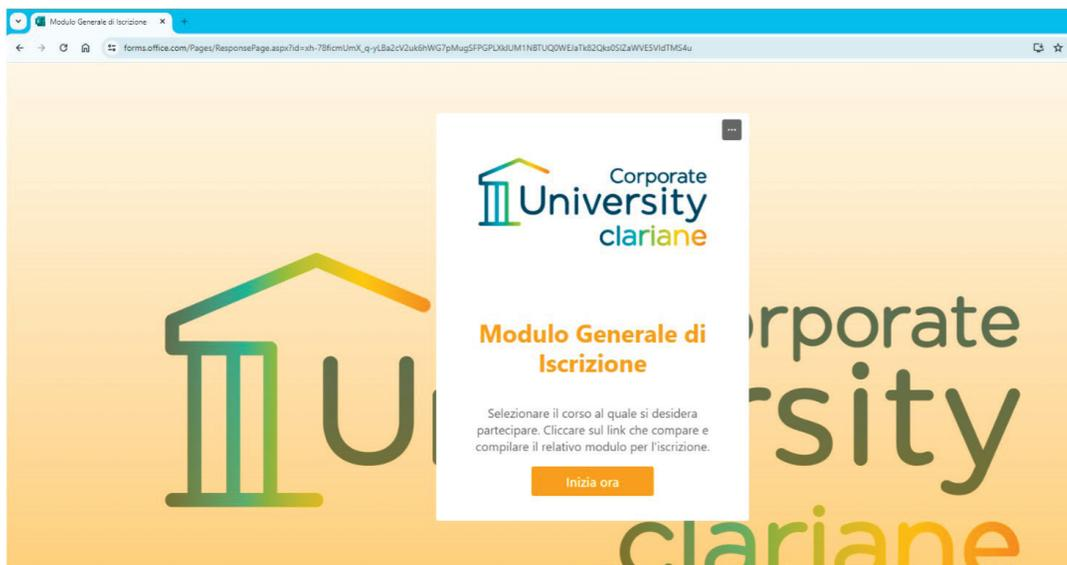 Modulo Generale di Iscrizione
forms.office.com/Pages/ResponsePage.aspx?id=xh-78ficmUmX_q-yLBa2cV2uk6hWG7pMugSFPGPLXklUM1NBTUQ0WEJaTk82Qks0SlZaWVE5VldTMS4u
Corporate
University
clariane
Modulo Generale di
Iscrizione
Selezionare il corso al quale si desidera
partecipare. Cliccare sul link che compare e
compilare il relativo modulo per l'iscrizione.
Inizia ora
rporate
U rsity
clariane